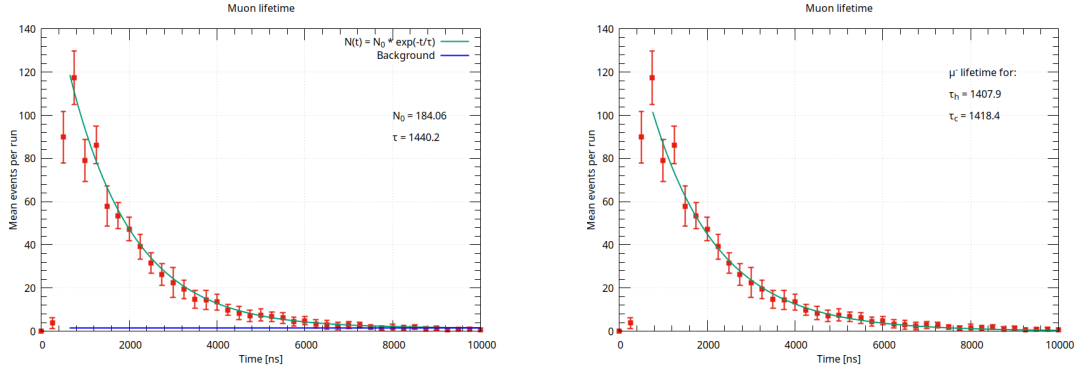 Muon lifetime
140
120
100
80
60
40
20
0
Mean events per run
N(t) = N₀ * exp(-t/τ)
Background
N₀ = 184.06
τ = 1440.2
0 2000 4000 6000 8000 10000
Time [ns]
Muon lifetime
140
120
100
80
60
40
20
0
Mean events per run
μ⁻ lifetime for:
τₕ = 1407.9
τ꜀ = 1418.4
0 2000 4000 6000 8000 10000
Time [ns]